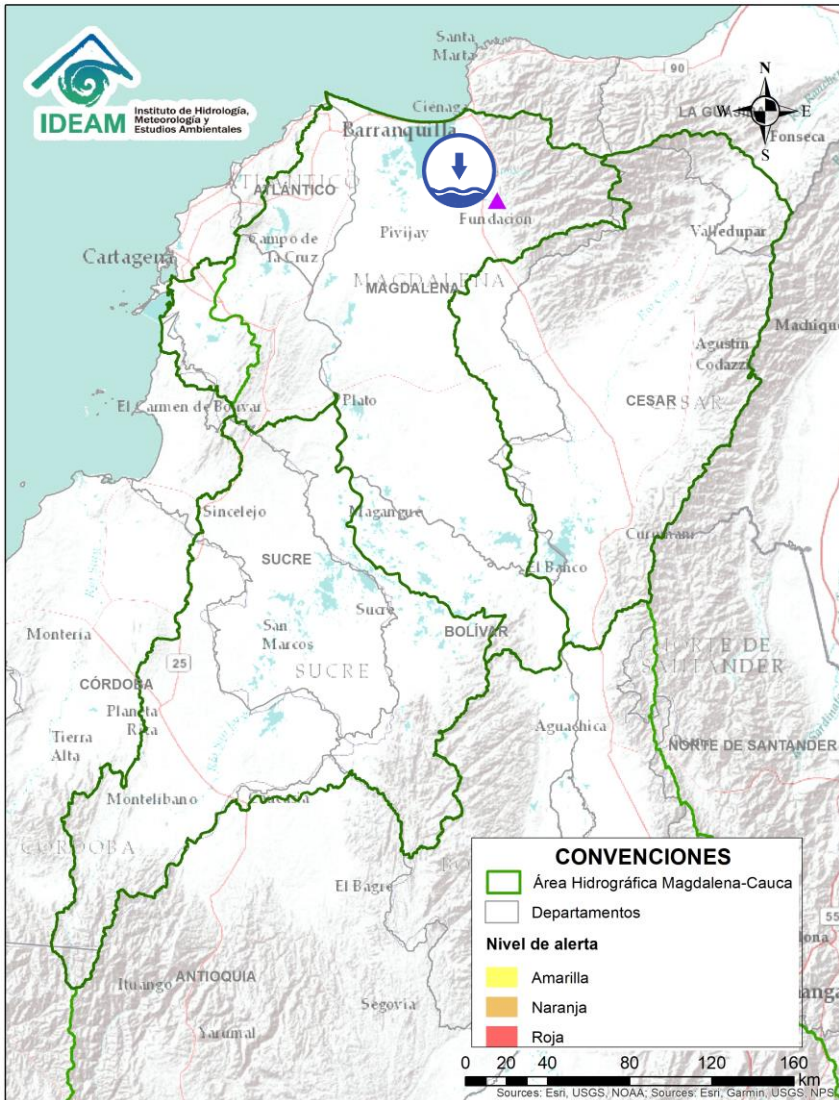 Santa
Marta
90
N
W
E
S
IDEAM
Instituto de Hidrología,
Meteorología y
Estudios Ambientales
Ciénaga
Barranquilla
Fonseca
ATLÁNTICO
Fundación
Pivijay
Campo de
la Cruz
Valledupar
Cartagena
MAGDALENA
MAGDALENA
Machique
Agustín
Codazzi
CESAR
CESAR
El Carmen de Bolívar
Plato
Sincelejo
Magangué
Curumaní
SUCRE
El Banco
Sucre
San
Marcos
BOLÍVAR
Montería
NORTE DE
SANTANDER
SUCRE
25
CÓRDOBA
Planeta
Rica
Aguachica
Tierra
Alta
NORTE DE SANTANDER
Montelíbano
CÓRDOBA
El Bagre
Ituango
ANTIOQUIA
Segovia
Yarumal
CONVENCIONES
Área Hidrográfica Magdalena-Cauca
Departamentos
Nivel de alerta
Amarilla
Naranja
Roja
55
0 20 40 80 120 160
km
Sources: Esri, USGS, NOAA; Sources: Esri, Garmin, USGS, NPS